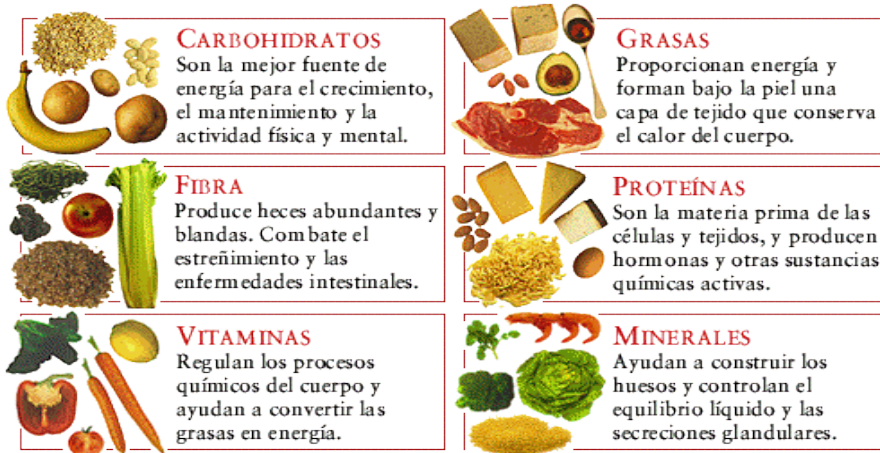 CARBOHIDRATOS
Son la mejor fuente de
energía para el crecimiento,
el mantenimiento y la
actividad física y mental.
GRASAS
Proporcionan energía y
forman bajo la piel una
capa de tejido que conserva
el calor del cuerpo.
FIBRA
Produce heces abundantes y
blandas. Combate el
estreñimiento y las
enfermedades intestinales.
PROTEÍNAS
Son la materia prima de las
células y tejidos, y producen
hormonas y otras sustancias
químicas activas.
VITAMINAS
Regulan los procesos
químicos del cuerpo y
ayudan a convertir las
grasas en energía.
MINERALES
Ayudan a construir los
huesos y controlan el
equilibrio líquido y las
secreciones glandulares.